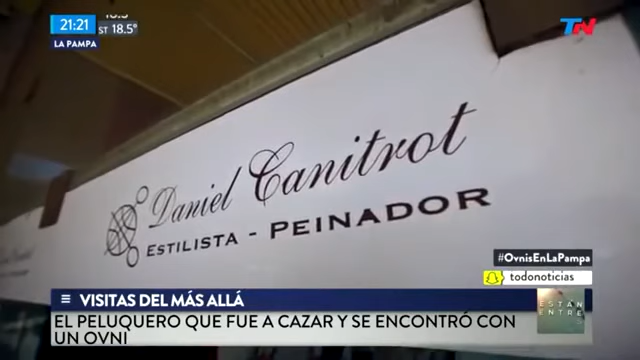 21:21
ST 18.5°
LA PAMPA
TN
Daniel Canitrot
ESTILISTA - PEINADOR
#OvnisEnLaPampa
todonoticias
VISITAS DEL MÁS ALLÁ
ESTÁN
ENTRE
EL PELUQUERO QUE FUE A CAZAR Y SE ENCONTRÓ CON
UN OVNI